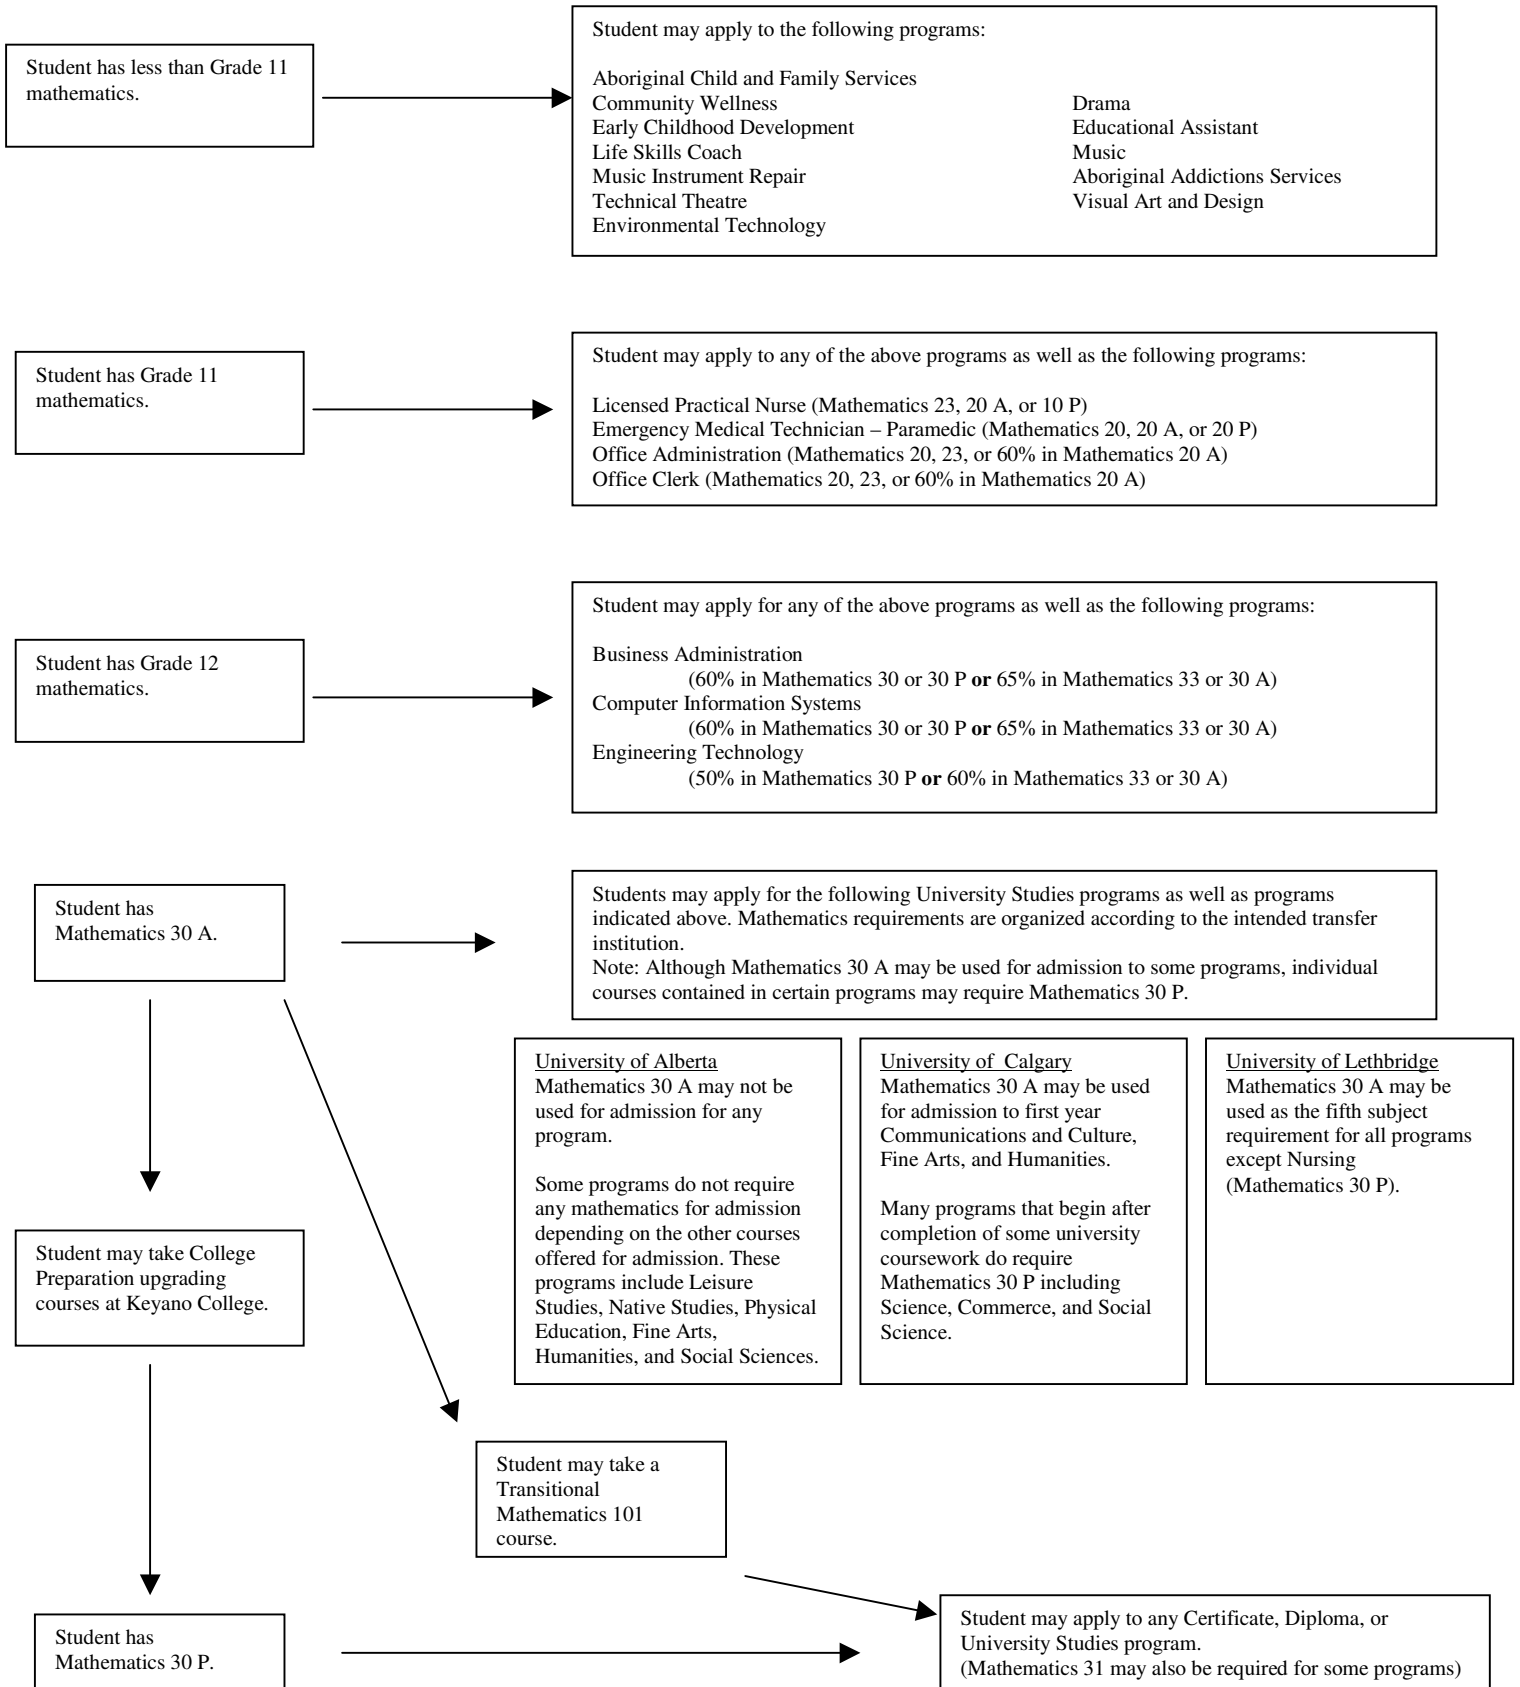 Student has less than Grade 11
mathematics.
Student may apply to the following programs:
Aboriginal Child and Family Services
Community Wellness
Early Childhood Development
Life Skills Coach
Music Instrument Repair
Technical Theatre
Environmental Technology
Drama
Educational Assistant
Music
Aboriginal Addictions Services
Visual Art and Design
Student has Grade 11
mathematics.
Student may apply to any of the above programs as well as the following programs:
Licensed Practical Nurse (Mathematics 23, 20 A, or 10 P)
Emergency Medical Technician – Paramedic (Mathematics 20, 20 A, or 20 P)
Office Administration (Mathematics 20, 23, or 60% in Mathematics 20 A)
Office Clerk (Mathematics 20, 23, or 60% in Mathematics 20 A)
Student has Grade 12
mathematics.
Student may apply for any of the above programs as well as the following programs:
Business Administration
(60% in Mathematics 30 or 30 P or 65% in Mathematics 33 or 30 A)
Computer Information Systems
(60% in Mathematics 30 or 30 P or 65% in Mathematics 33 or 30 A)
Engineering Technology
(50% in Mathematics 30 P or 60% in Mathematics 33 or 30 A)
Student has
Mathematics 30 A.
Students may apply for the following University Studies programs as well as programs
indicated above. Mathematics requirements are organized according to the intended transfer
institution.
Note: Although Mathematics 30 A may be used for admission to some programs, individual
courses contained in certain programs may require Mathematics 30 P.
University of Alberta
Mathematics 30 A may not be
used for admission for any
program.
Some programs do not require
any mathematics for admission
depending on the other courses
offered for admission. These
programs include Leisure
Studies, Native Studies, Physical
Education, Fine Arts,
Humanities, and Social Sciences.
University of Calgary
Mathematics 30 A may be used
for admission to first year
Communications and Culture,
Fine Arts, and Humanities.
Many programs that begin after
completion of some university
coursework do require
Mathematics 30 P including
Science, Commerce, and Social
Science.
University of Lethbridge
Mathematics 30 A may be
used as the fifth subject
requirement for all programs
except Nursing
(Mathematics 30 P).
Student may take College
Preparation upgrading
courses at Keyano College.
Student may take a
Transitional
Mathematics 101
course.
Student has
Mathematics 30 P.
Student may apply to any Certificate, Diploma, or
University Studies program.
(Mathematics 31 may also be required for some programs)